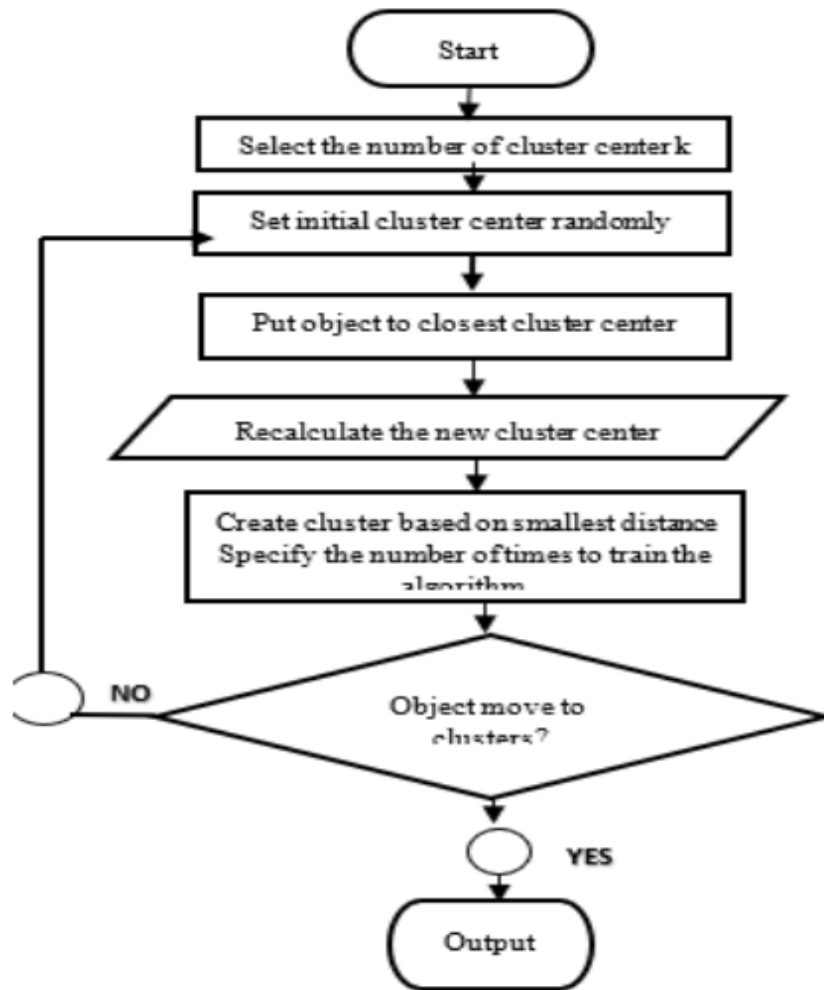 Start
Select the number of cluster center k
Set initial cluster center randomly
Put object to closest cluster center
Recalculate the new cluster center
Create cluster based on smallest distance
Specify the number of times to train the
algorithm
NO
Object move to
clusters?
YES
Output